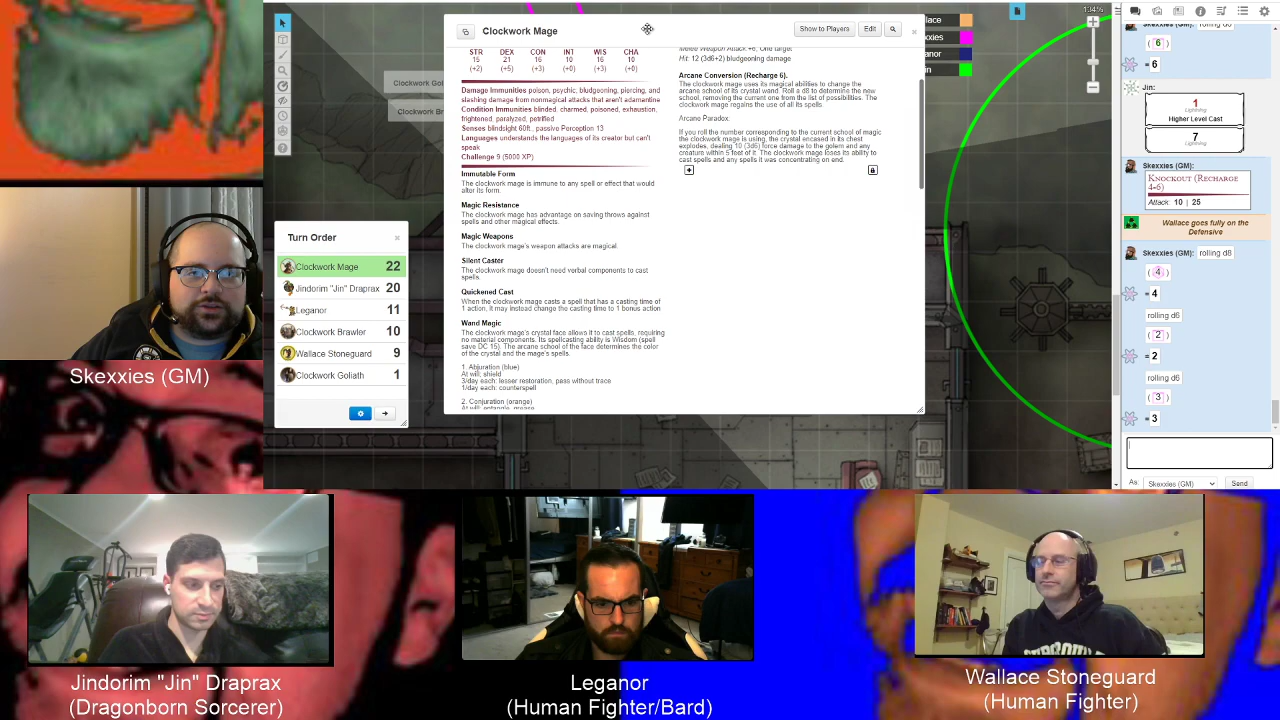 134%
Clockwork Mage
Show to Players
Edit
STR DEX CON INT WIS CHA
15 21 16 10 16 10
(+2) (+5) (+3) (+0) (+3) (+0)
Damage Immunities poison, psychic, bludgeoning, piercing, and
slashing damage from nonmagical attacks that aren't adamantine
Condition Immunities blinded, charmed, poisoned, exhaustion,
frightened, paralyzed, petrified
Senses blindsight 60ft., passive Perception 13
Languages understands the languages of its creator but can't
speak
Challenge 9 (5000 XP)
Immutable Form
The clockwork mage is immune to any spell or effect that would
alter its form.
Magic Resistance
The clockwork mage has advantage on saving throws against
spells and other magical effects.
Magic Weapons
The clockwork mage's weapon attacks are magical.
Silent Caster
The clockwork mage doesn't need verbal components to cast
spells.
Quickened Cast
When the clockwork mage casts a spell that has a casting time of
1 action, it may instead change the casting time to 1 bonus action
Wand Magic
The clockwork mage's crystal face allows it to cast spells, requiring
no material components. Its spellcasting ability is Wisdom (spell
save DC 15). The arcane school of the face determines the color
of the crystal and the mage's spells.
1. Abjuration (blue)
At will: shield
3/day each: lesser restoration, pass without trace
1/day each: counterspell
2. Conjuration (orange)
At will: entangle, grease
Melee Weapon Attack +6, One target
Hit: 12 (3d6+2) bludgeoning damage
Arcane Conversion (Recharge 6).
The clockwork mage uses its magical abilities to change the
arcane school of its crystal wand. Roll a d8 to determine the new
school, removing the current one from the list of possibilities. The
clockwork mage regains the use of all its spells.
Arcane Paradox.
If you roll the number corresponding to the current school of magic
the clockwork mage is using, the crystal encased in its chest
explodes, dealing 10 (3d6) force damage to the golem and any
creature within 5 feet of it. The clockwork mage loses its ability to
cast spells and any spells it was concentrating on end.
Clockwork Gol
Clockwork Br
Turn Order
Clockwork Mage 22
Jindorim "Jin" Draprax 20
Leganor 11
Clockwork Brawler 10
Wallace Stoneguard 9
Clockwork Goliath 1
Skexxies (GM): rolling d6
6
= 6
Jin:
1
Lightning
Higher Level Cast
7
Lightning
Skexxies (GM):
Knockout (Recharge
4-6)
Attack: 10 | 25
Wallace goes fully on the
Defensive
Skexxies (GM): rolling d8
4
= 4
rolling d6
2
= 2
rolling d6
3
= 3
As: Skexxies (GM) Send
Skexxies (GM)
Jindorim "Jin" Draprax
(Dragonborn Sorcerer)
Leganor
(Human Fighter/Bard)
Wallace Stoneguard
(Human Fighter)